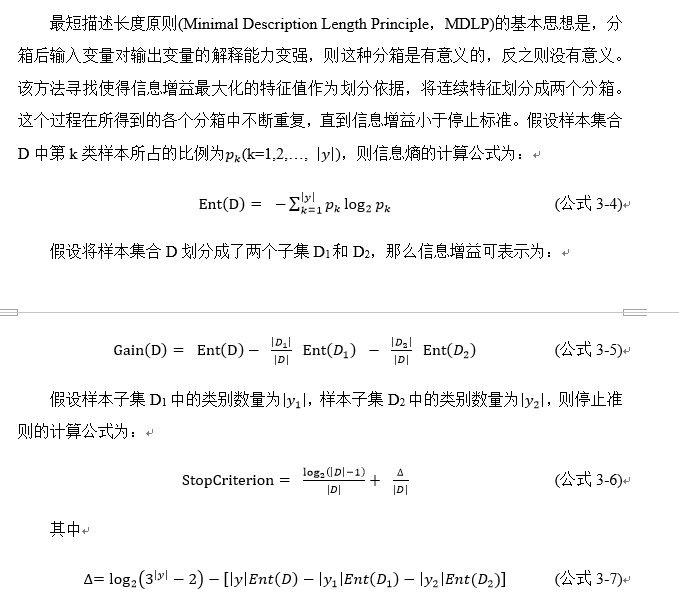 最短描述长度原则(Minimal Description Length Principle，MDLP)的基本思想是，分
箱后输入变量对输出变量的解释能力变强，则这种分箱是有意义的，反之则没有意义。
该方法寻找使得信息增益最大化的特征值作为划分依据，将连续特征划分成两个分箱。
这个过程在所得到的各个分箱中不断重复，直到信息增益小于停止标准。假设样本集合
D 中第 k 类样本所占的比例为pₖ(k=1,2,…, |y|)，则信息熵的计算公式为：
Ent(D) = −∑_{k=1}^{|y|} pₖ log₂ pₖ (公式 3-4)
假设将样本集合 D 划分成了两个子集 D₁和 D₂，那么信息增益可表示为：
Gain(D) = Ent(D) − |D₁|/|D| Ent(D₁) − |D₂|/|D| Ent(D₂) (公式 3-5)
假设样本子集 D₁中的类别数量为|y₁|，样本子集 D₂中的类别数量为|y₂|，则停止准
则的计算公式为：
StopCriterion = log₂(|D|−1)/|D| + Δ/|D| (公式 3-6)
其中
Δ= log₂(3^{|y|} − 2) − [|y|Ent(D) − |y₁|Ent(D₁) − |y₂|Ent(D₂)] (公式 3-7)